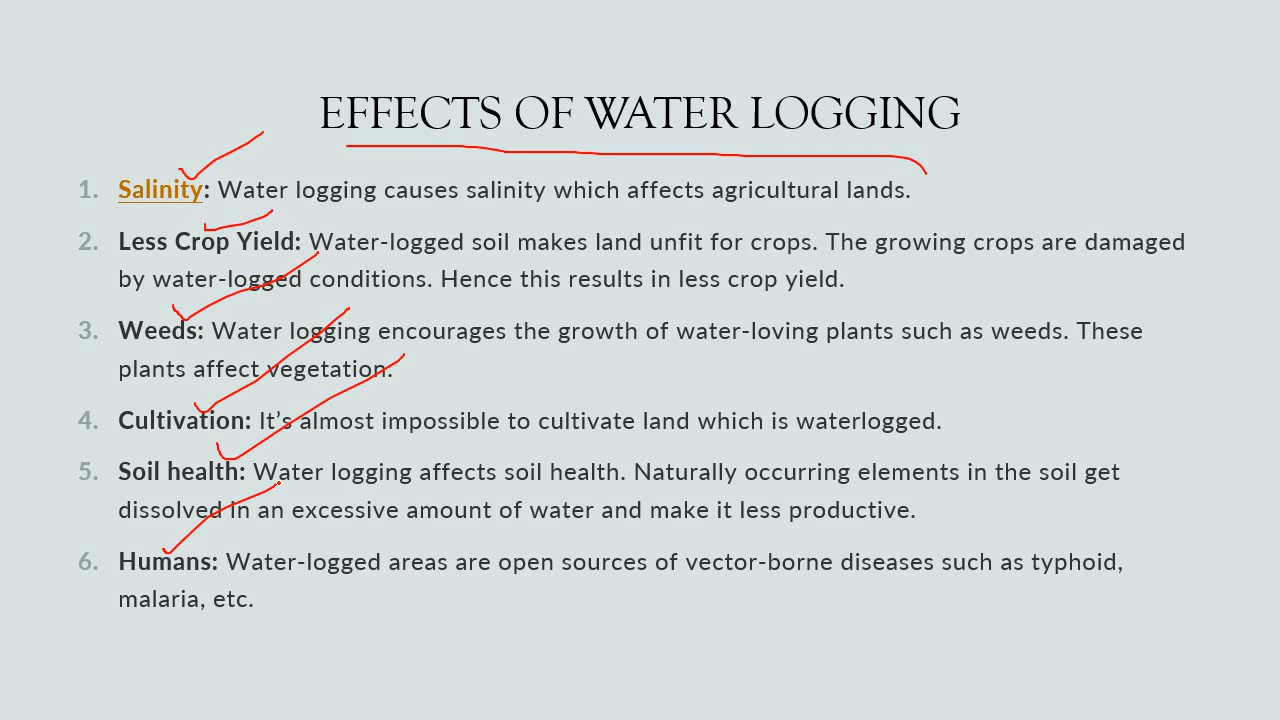 EFFECTS OF WATER LOGGING
1. Salinity: Water logging causes salinity which affects agricultural lands.
2. Less Crop Yield: Water-logged soil makes land unfit for crops. The growing crops are damaged
by water-logged conditions. Hence this results in less crop yield.
3. Weeds: Water logging encourages the growth of water-loving plants such as weeds. These
plants affect vegetation.
4. Cultivation: It’s almost impossible to cultivate land which is waterlogged.
5. Soil health: Water logging affects soil health. Naturally occurring elements in the soil get
dissolved in an excessive amount of water and make it less productive.
6. Humans: Water-logged areas are open sources of vector-borne diseases such as typhoid,
malaria, etc.